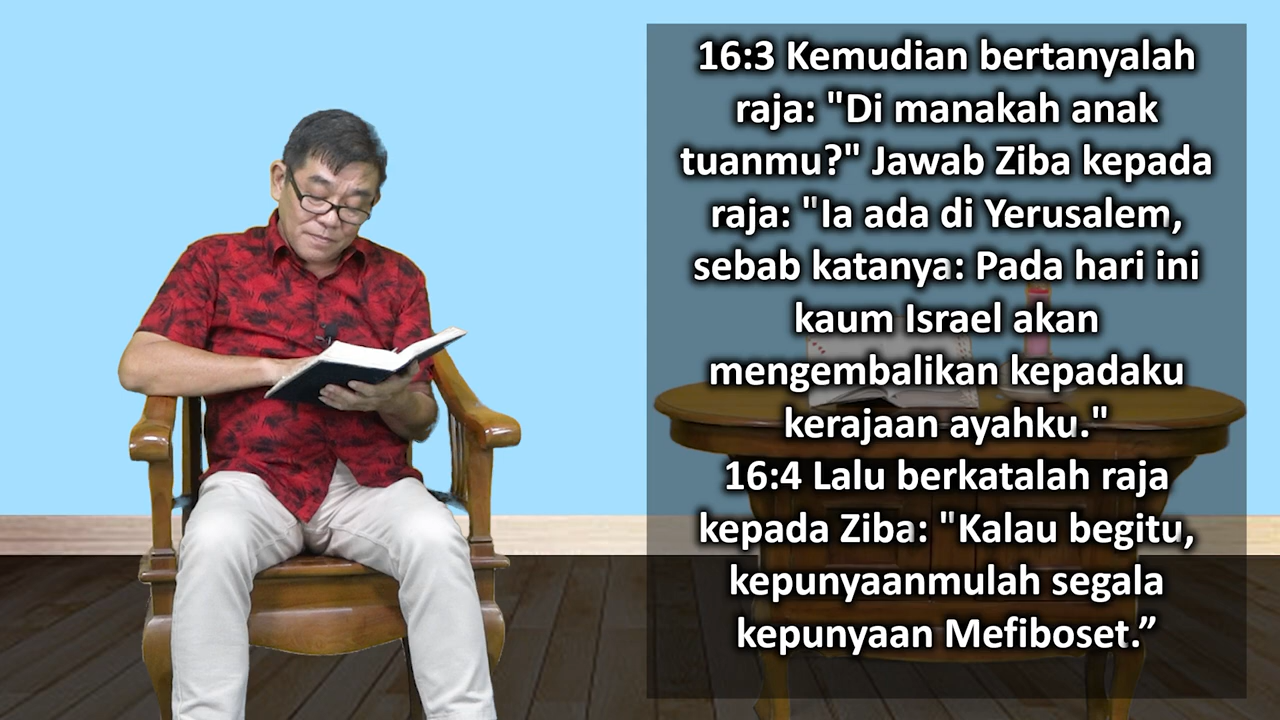 16:3 Kemudian bertanyalah
raja: "Di manakah anak
tuanmu?" Jawab Ziba kepada
raja: "Ia ada di Yerusalem,
sebab katanya: Pada hari ini
kaum Israel akan
mengembalikan kepadaku
kerajaan ayahku."
16:4 Lalu berkatalah raja
kepada Ziba: "Kalau begitu,
kepunyaanmulah segala
kepunyaan Mefiboset.”